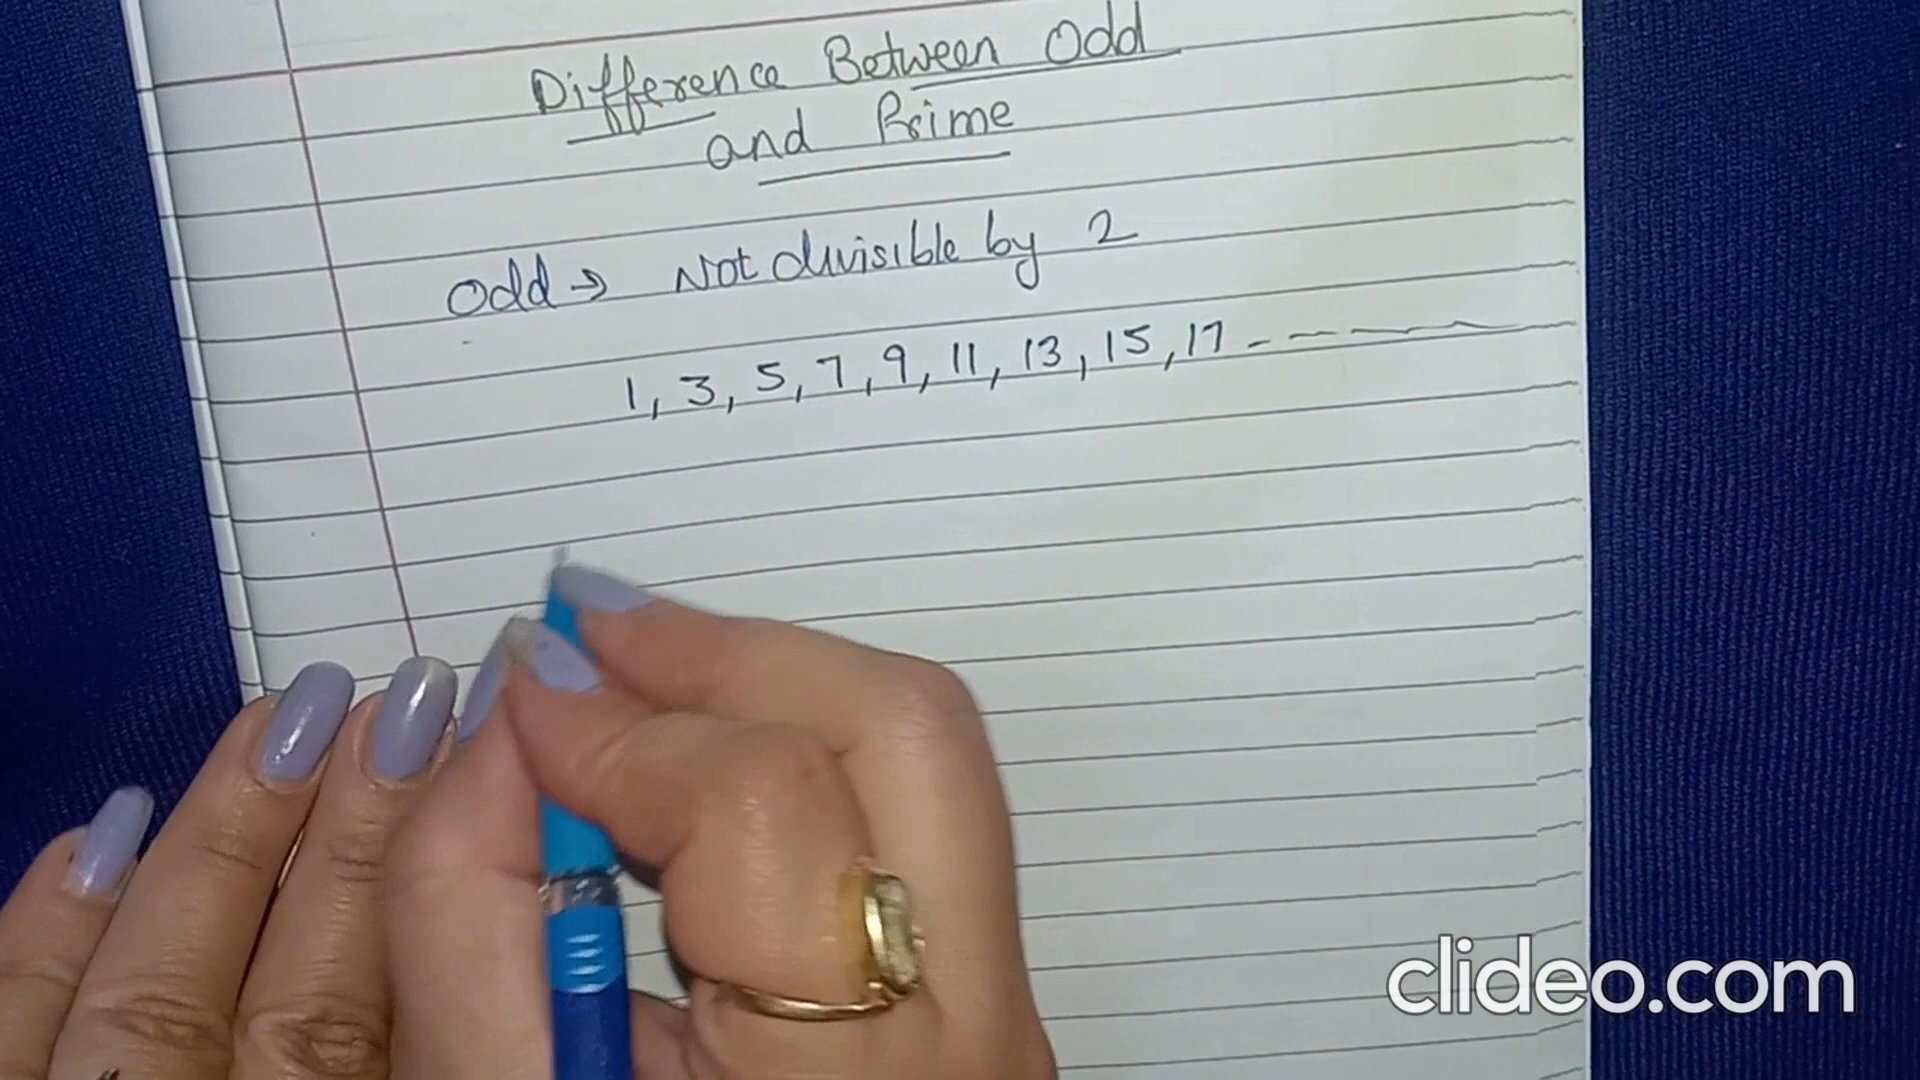 Difference Between Odd
and Prime
Odd → Not divisible by 2
1, 3, 5, 7, 9, 11, 13, 15, 17 - - - -
clideo.com